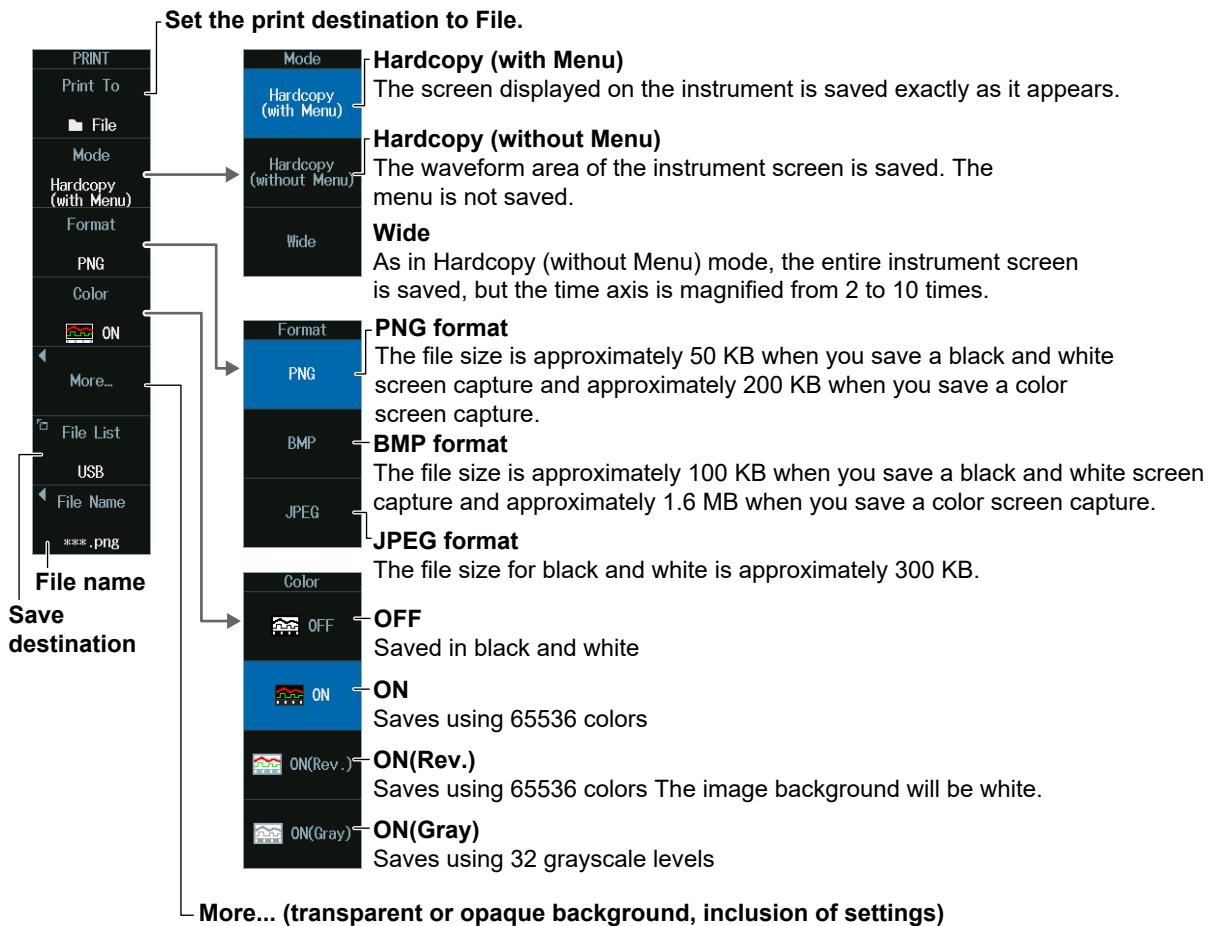 Set the print destination to File.
PRINT
Print To
File
Mode
Hardcopy
(with Menu)
Format
PNG
Color
ON
More...
File List
USB
File Name
***.png
File name
Save
destination
Mode
Hardcopy
(with Menu)
Hardcopy
(without Menu)
Wide
Hardcopy (with Menu)
The screen displayed on the instrument is saved exactly as it appears.
Hardcopy (without Menu)
The waveform area of the instrument screen is saved. The
menu is not saved.
Wide
As in Hardcopy (without Menu) mode, the entire instrument screen
is saved, but the time axis is magnified from 2 to 10 times.
Format
PNG
BMP
JPEG
PNG format
The file size is approximately 50 KB when you save a black and white
screen capture and approximately 200 KB when you save a color
screen capture.
BMP format
The file size is approximately 100 KB when you save a black and white screen
capture and approximately 1.6 MB when you save a color screen capture.
JPEG format
The file size for black and white is approximately 300 KB.
Color
OFF
ON
ON(Rev.)
ON(Gray)
OFF
Saved in black and white
ON
Saves using 65536 colors
ON(Rev.)
Saves using 65536 colors The image background will be white.
ON(Gray)
Saves using 32 grayscale levels
More... (transparent or opaque background, inclusion of settings)